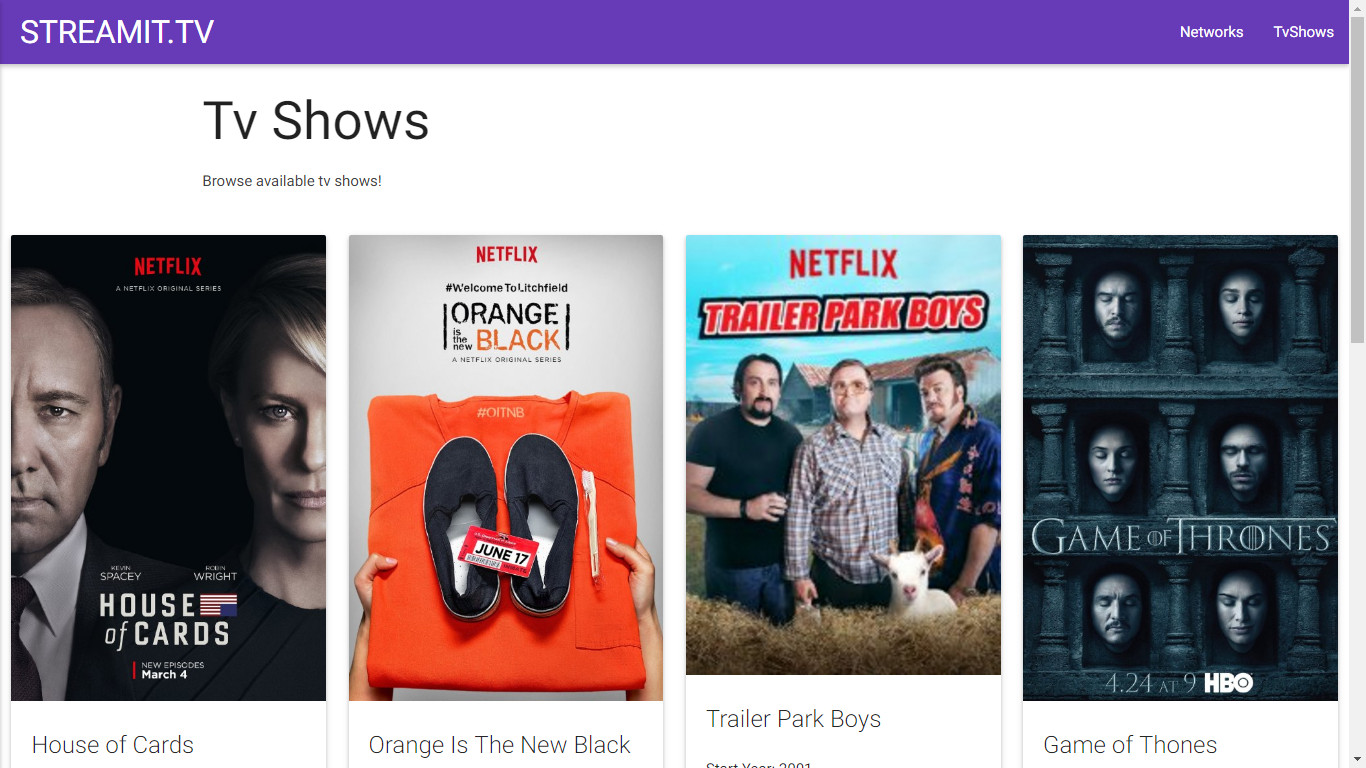 STREAMIT.TV
Networks
TvShows
Tv Shows
Browse available tv shows!
NETFLIX
A NETFLIX ORIGINAL SERIES
KEVIN SPACEY
ROBIN WRIGHT
HOUSE
of CARDS
NEW EPISODES
March 4
House of Cards
NETFLIX
#WelcomeToLitchfield
ORANGE
is the new BLACK
A NETFLIX ORIGINAL SERIES
#OITNB
JUNE 17
Orange Is The New Black
NETFLIX
TRAILER PARK BOYS
Trailer Park Boys
Start Year: 2001
GAME OF THRONES
4.24 AT 9 HBO
Game of Thones